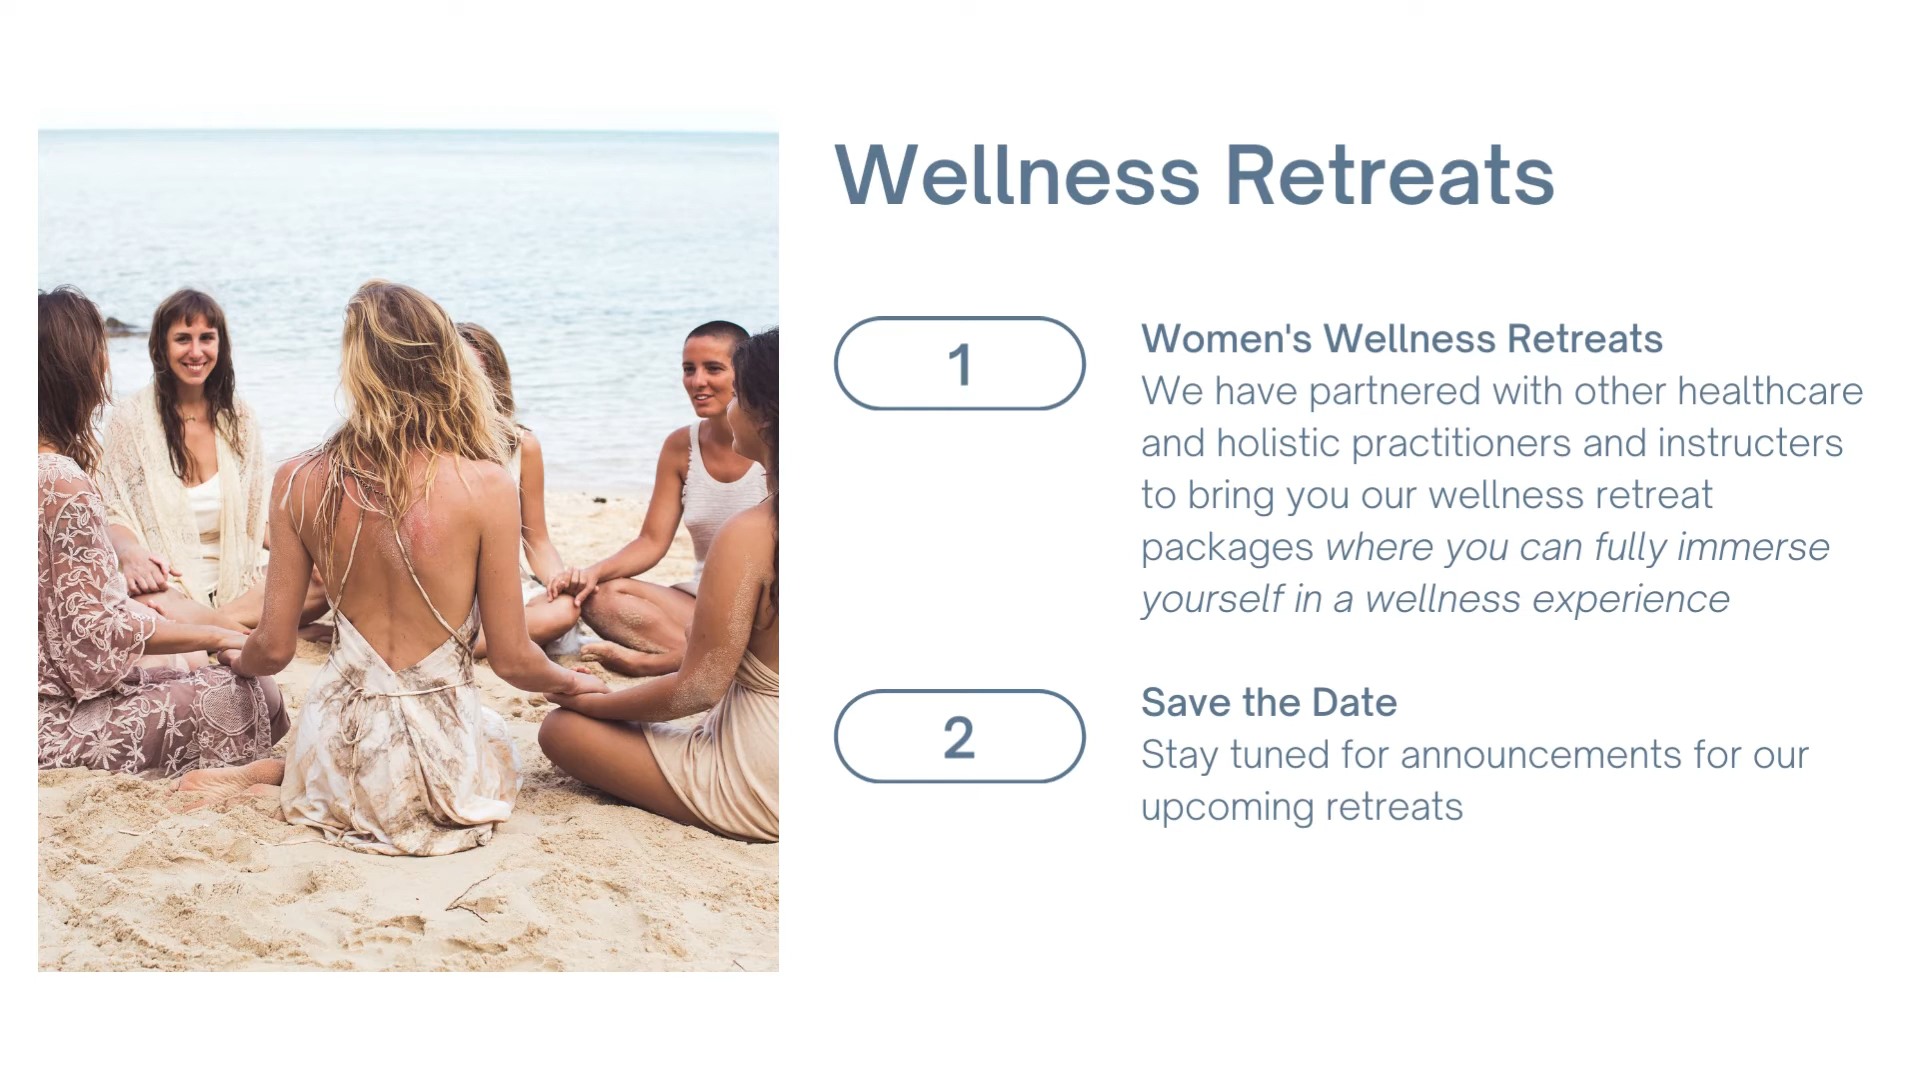 Wellness Retreats
1
Women's Wellness Retreats
We have partnered with other healthcare
and holistic practitioners and instructers
to bring you our wellness retreat
packages where you can fully immerse
yourself in a wellness experience
2
Save the Date
Stay tuned for announcements for our
upcoming retreats